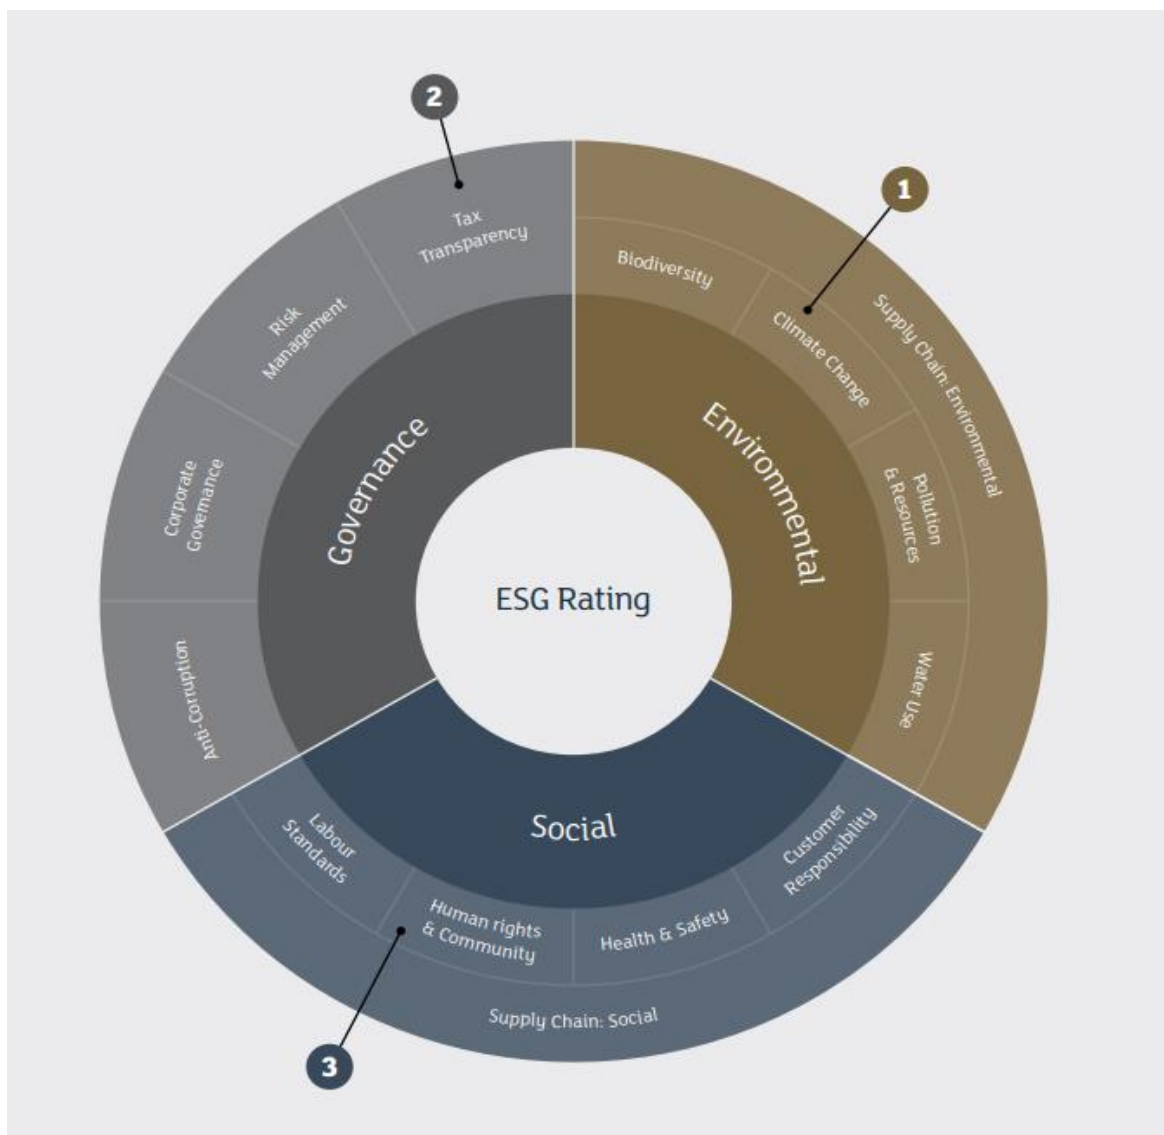 2
1
Tax
Transparency
Biodiversity
Climate Change
Supply Chain: Environmental
Risk
Management
Pollution
& Resources
Governance
Environmental
Corporate
Governance
ESG Rating
Anti-Corruption
Water Use
Labour
Standards
Social
Customer
Responsibility
Human rights
& Community
Health & Safety
Supply Chain: Social
3